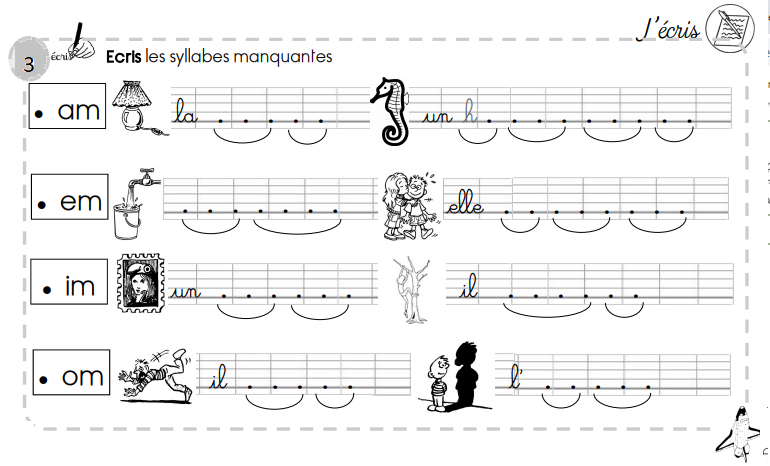 J'écris
3 écris Ecris les syllabes manquantes
• am la . . . . . un h . . . . . . . . .
• em . . . . . . . elle . . . . . . . .
• im un . . . . . . il . . . . . .
• om il . . . . . l' . . . . .